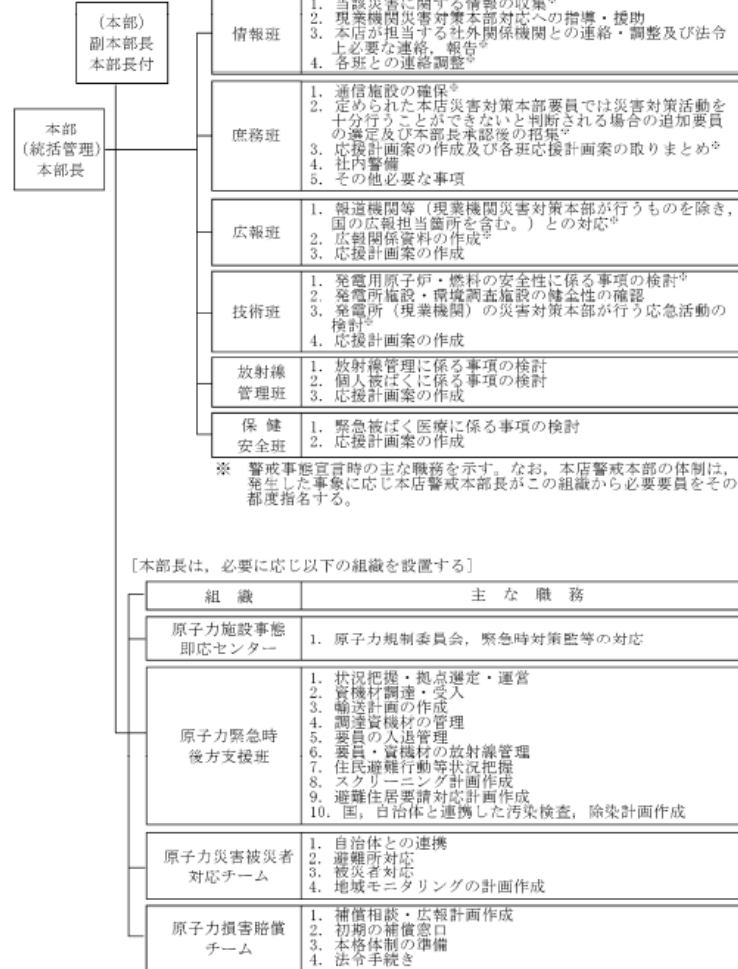 (本部)
副本部長
本部長付
本部
(統括管理)
本部長
情報班
1. 当該災害に関する情報の収集※
2. 現業機関災害対策本部対応への指導・援助
3. 本店が担当する社外関係機関との連絡・調整及び法令
上必要な連絡,報告※
4. 各班との連絡調整※
庶務班
1. 通信施設の確保※
2. 定められた本店災害対策本部要員では災害対策活動を
十分行うことができないと判断される場合の追加要員
の選定及び本部長承認後の招集※
3. 応援計画案の作成及び各班応援計画案の取りまとめ※
4. 社内警備
5. その他必要な事項
広報班
1. 報道機関等(現業機関災害対策本部が行うものを除き,
国の広報担当箇所を含む。)との対応※
2. 広報関係資料の作成※
3. 応援計画案の作成
技術班
1. 発電用原子炉・燃料の安全性に係る事項の検討※
2. 発電所施設・環境調査施設の健全性の確認
3. 発電所(現業機関)の災害対策本部が行う応急活動の
検討※
4. 応援計画案の作成
放射線
管理班
1. 放射線管理に係る事項の検討
2. 個人被ばくに係る事項の検討
3. 応援計画案の作成
保健
安全班
1. 緊急被ばく医療に係る事項の検討
2. 応援計画案の作成
※ 警戒事態宣言時の主な職務を示す。なお,本店警戒本部の体制は,
発生した事象に応じ本店警戒本部長がこの組織から必要要員をその
都度指名する。
[本部長は,必要に応じ以下の組織を設置する]
組織 主な職務
原子力施設事態
即応センター
1. 原子力規制委員会,緊急時対策監等の対応
原子力緊急時
後方支援班
1. 状況把握・拠点選定・運営
2. 資機材調達・受入
3. 輸送計画の作成
4. 調達資機材の管理
5. 要員の入退管理
6. 要員・資機材の放射線管理
7. 住民避難行動等状況把握
8. スクリーニング計画作成
9. 避難住居要請対応計画作成
10. 国,自治体と連携した汚染検査,除染計画作成
原子力災害被災者
対応チーム
1. 自治体との連携
2. 避難所対応
3. 被災者対応
4. 地域モニタリングの計画作成
原子力損害賠償
チーム
1. 補償相談・広報計画作成
2. 初期の補償窓口
3. 本格体制の準備
4. 法令手続き